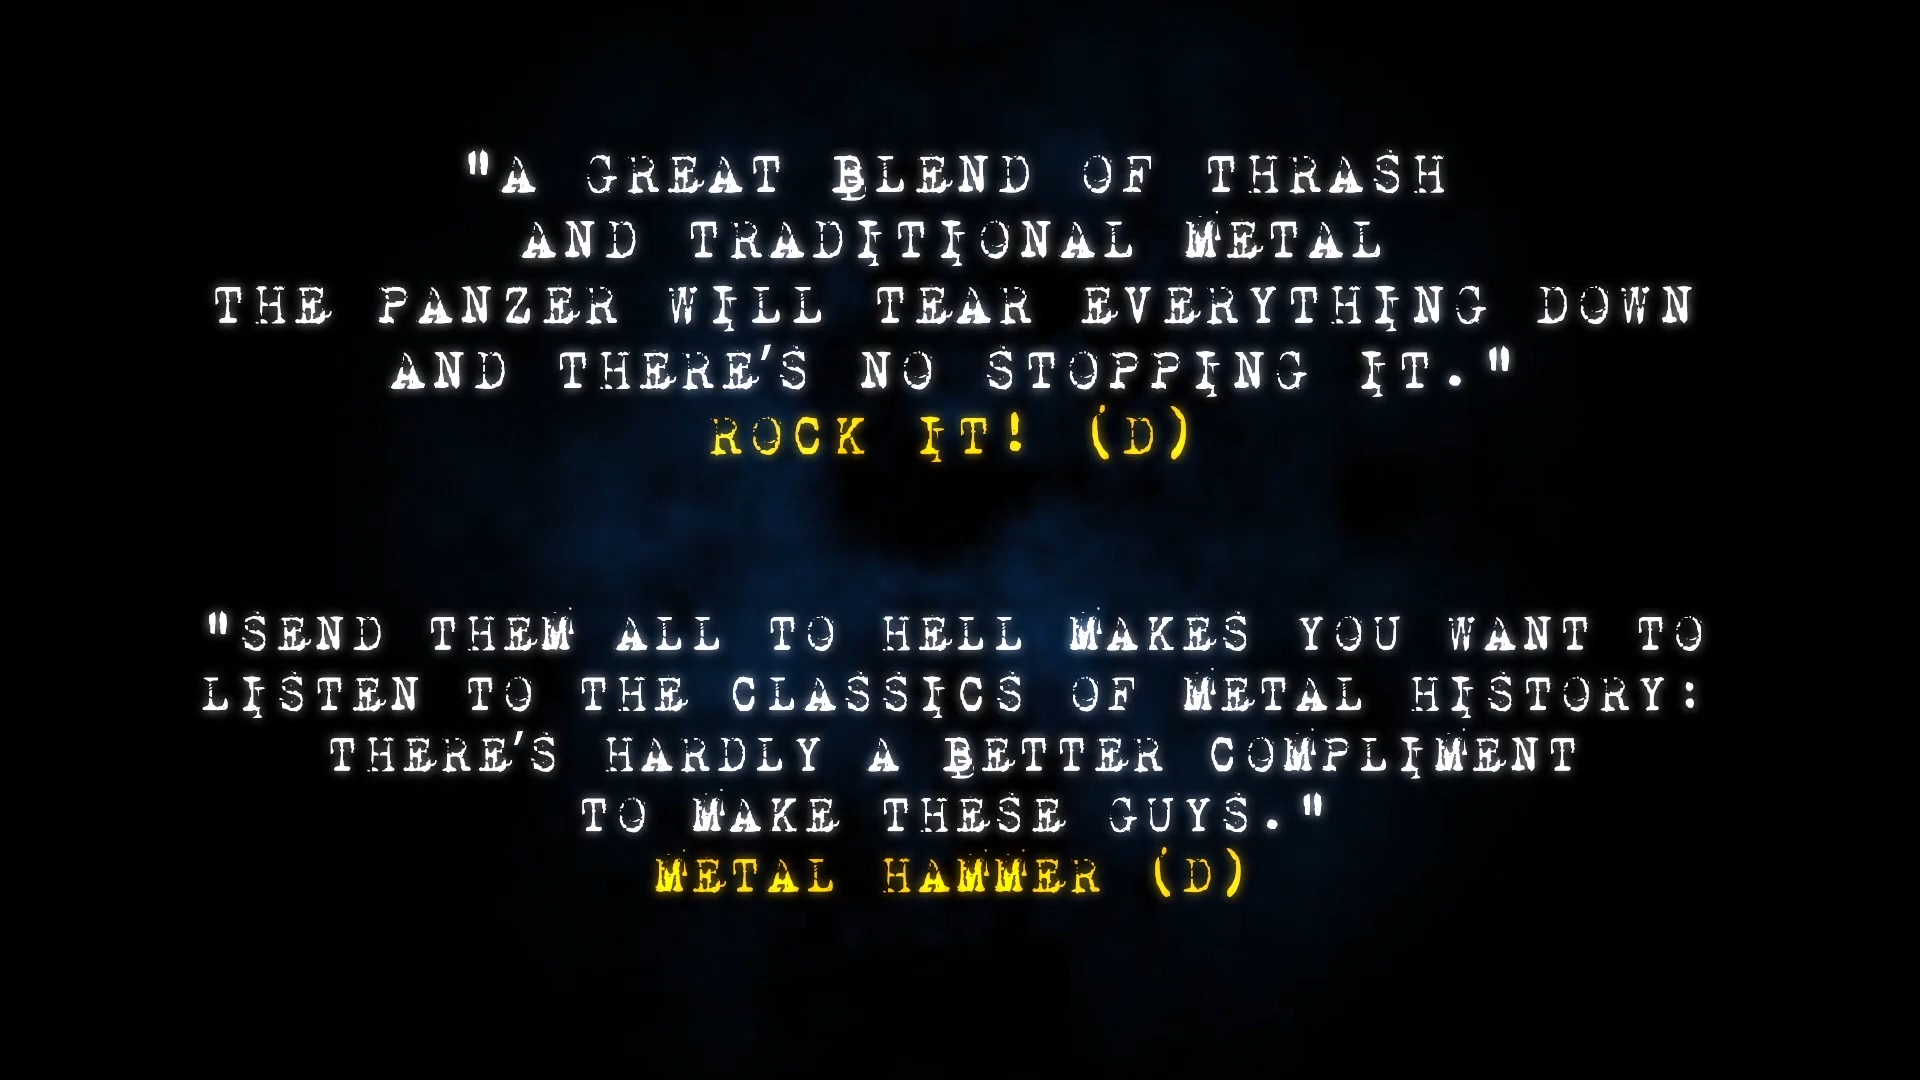 "A GREAT BLEND OF THRASH
AND TRADITIONAL METAL
THE PANZER WILL TEAR EVERYTHING DOWN
AND THERE'S NO STOPPING IT."
ROCK IT! (D)
"SEND THEM ALL TO HELL MAKES YOU WANT TO
LISTEN TO THE CLASSICS OF METAL HISTORY:
THERE'S HARDLY A BETTER COMPLIMENT
TO MAKE THESE GUYS."
METAL HAMMER (D)